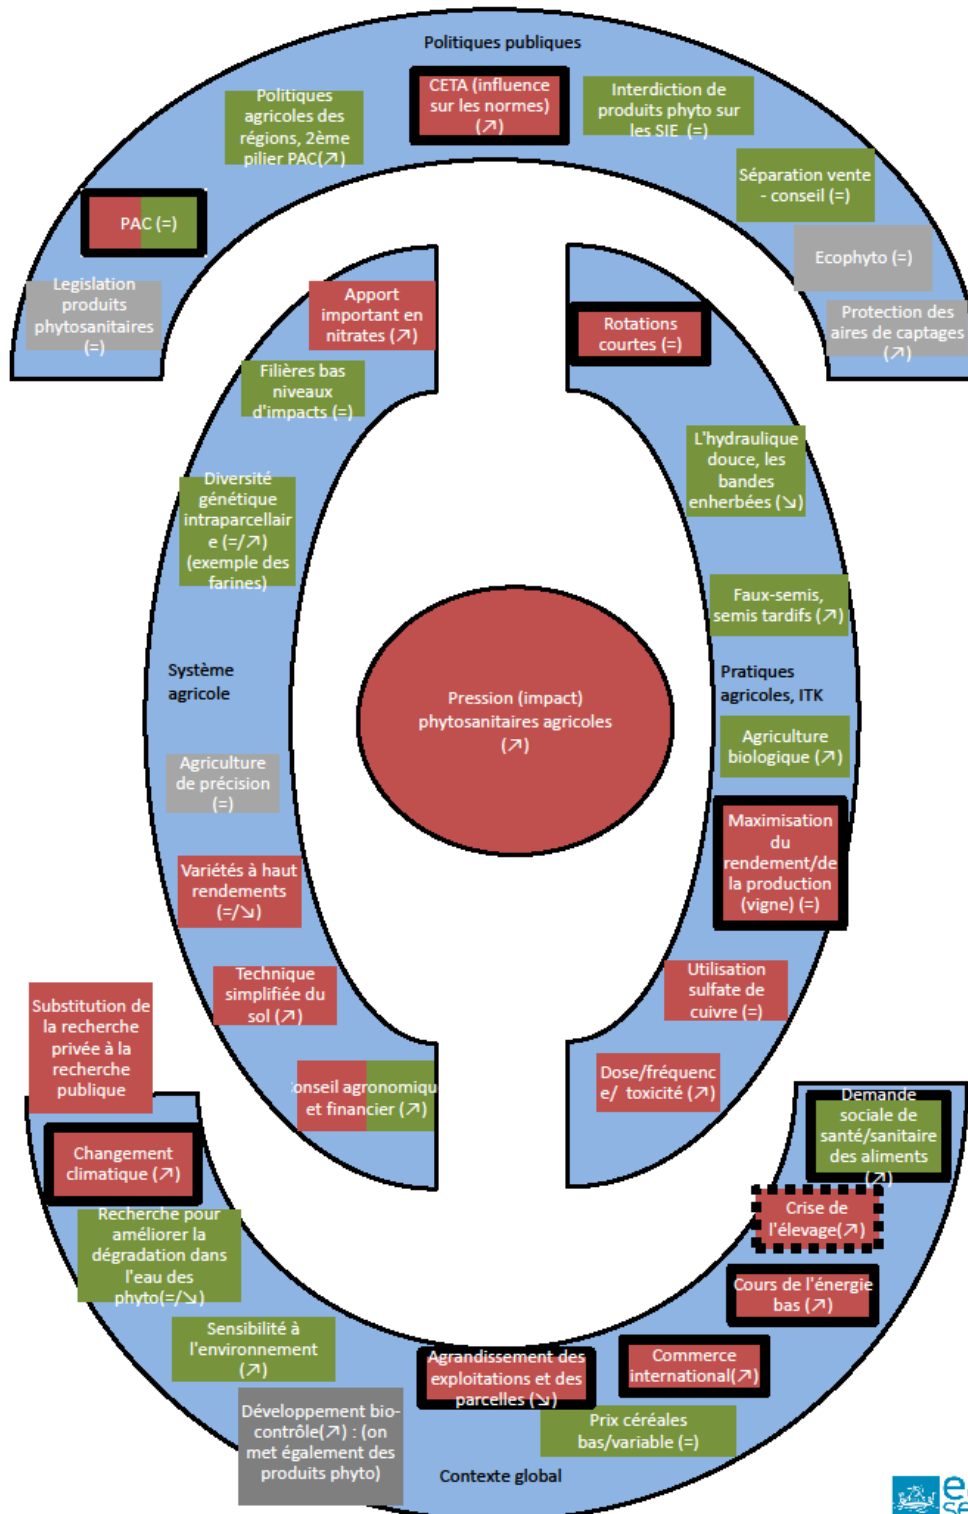 Politiques publiques
CETA (influence
sur les normes)
(↗)
Interdiction de
produits phyto sur
les SIE (=)
Politiques
agricoles des
régions, 2ème
pilier PAC(↗)
Séparation vente
- conseil (=)
PAC (=)
Ecophyto (=)
Legislation
produits
phytosanitaires
(=)
Protection des
aires de captages
(↗)
Apport
important en
nitrates (↗)
Filières bas
niveaux
d'impacts (=)
Diversité
génétique
intraparcellair
e (=/↗)
(exemple des
farines)
Système
agricole
Agriculture
de précision
(=)
Variétés à haut
rendements
(=/↘)
Technique
simplifiée du
sol (↗)
onseil agronomique
et financier (↗)
Pression (impact)
phytosanitaires agricoles
(↗)
Rotations
courtes (=)
L'hydraulique
douce, les
bandes
enherbées (↘)
Faux-semis,
semis tardifs (↗)
Pratiques
agricoles, ITK
Agriculture
biologique (↗)
Maximisation
du
rendement/de
la production
(vigne) (=)
Utilisation
sulfate de
cuivre (=)
Dose/fréquenc
e/ toxicité (↗)
Substitution de
la recherche
privée à la
recherche
publique
Changement
climatique (↗)
Recherche pour
améliorer la
dégradation dans
l'eau des
phyto(=/↘)
Sensibilité à
l'environnement
(↗)
Développement bio-
contrôle(↗) : (on
met également des
produits phyto)
Agrandissement des
exploitations et des
parcelles (↘)
Prix céréales
bas/variable (=)
Commerce
international(↗)
Cours de l'énergie
bas (↗)
Crise de
l'élevage(↗)
Demande
sociale de
santé/sanitaire
des aliments
(↗)
Contexte global